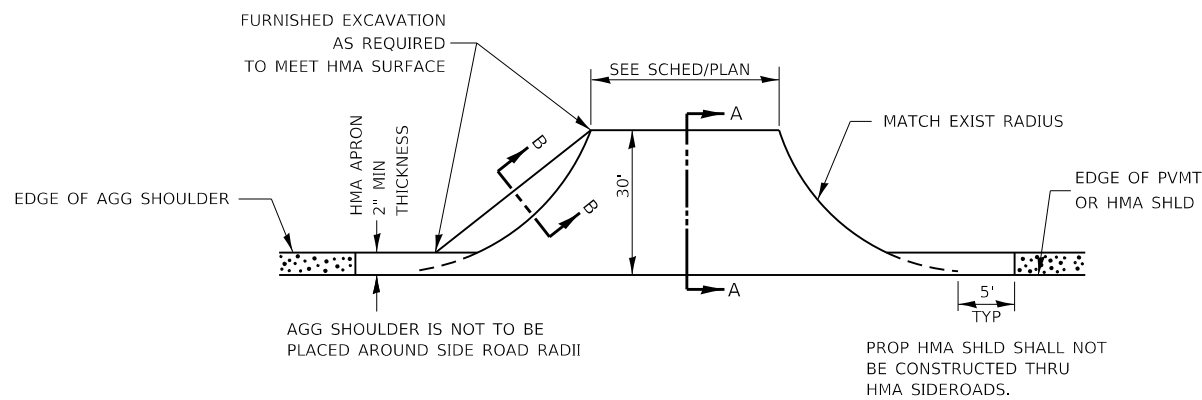 FURNISHED EXCAVATION
AS REQUIRED
TO MEET HMA SURFACE
SEE SCHED/PLAN
A
MATCH EXIST RADIUS
HMA APRON
2" MIN
THICKNESS
B
B
30'
EDGE OF AGG SHOULDER
EDGE OF PVMT
OR HMA SHLD
A
5'
TYP
AGG SHOULDER IS NOT TO BE
PLACED AROUND SIDE ROAD RADII
PROP HMA SHLD SHALL NOT
BE CONSTRUCTED THRU
HMA SIDEROADS.